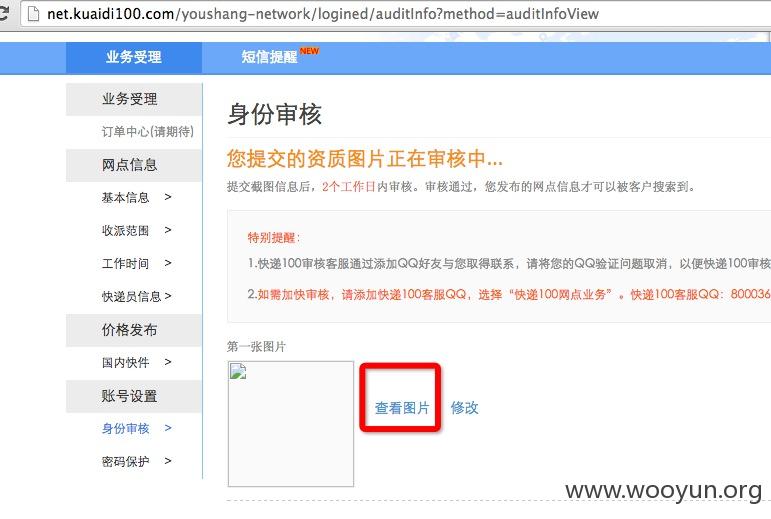 net.kuaidi100.com/youshang-network/logined/auditInfo?method=auditInfoView
业务受理
短信提醒 NEW
业务受理
订单中心(请期待)
网点信息
基本信息 >
收派范围 >
工作时间 >
快递员信息 >
价格发布
国内快件 >
账号设置
身份审核 >
密码保护 >
身份审核
您提交的资质图片正在审核中...
提交截图信息后，2个工作日内审核。审核通过，您发布的网点信息才可以被客户搜索到。
特别提醒：
1.快递100审核客服通过添加QQ好友与您取得联系，请将您的QQ验证问题取消，以便快递100审核
2.如需加快审核，请添加快递100客服QQ，选择“快递100网点业务”。快递100客服QQ：800036
第一张图片
查看图片 修改
www.wooyun.org